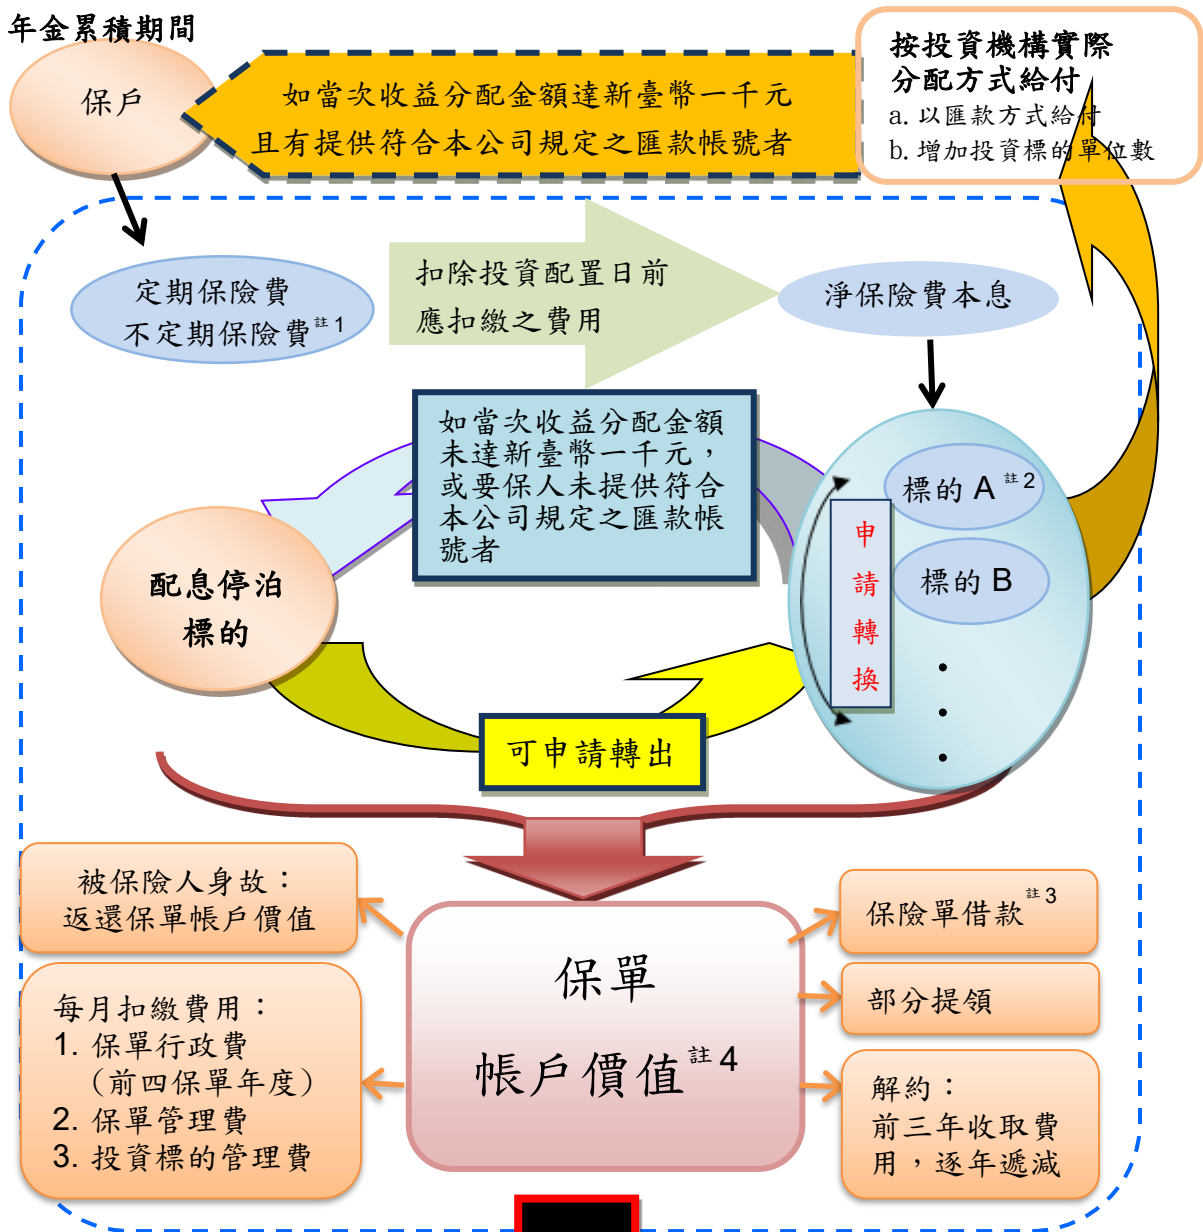 年金累積期間
保戶
如當次收益分配金額達新臺幣一千元
且有提供符合本公司規定之匯款帳號者
按投資機構實際
分配方式給付
a. 以匯款方式給付
b. 增加投資標的單位數
定期保險費
不定期保險費註1
扣除投資配置日前
應扣繳之費用
淨保險費本息
如當次收益分配金額
未達新臺幣一千元，
或要保人未提供符合
本公司規定之匯款帳
號者
標的 A 註2
標的 B
申
請
轉
換
配息停泊
標的
可申請轉出
被保險人身故：
返還保單帳戶價值
每月扣繳費用：
1. 保單行政費
（前四保單年度）
2. 保單管理費
3. 投資標的管理費
保單
帳戶價值註4
保險單借款註3
部分提領
解約：
前三年收取費
用，逐年遞減